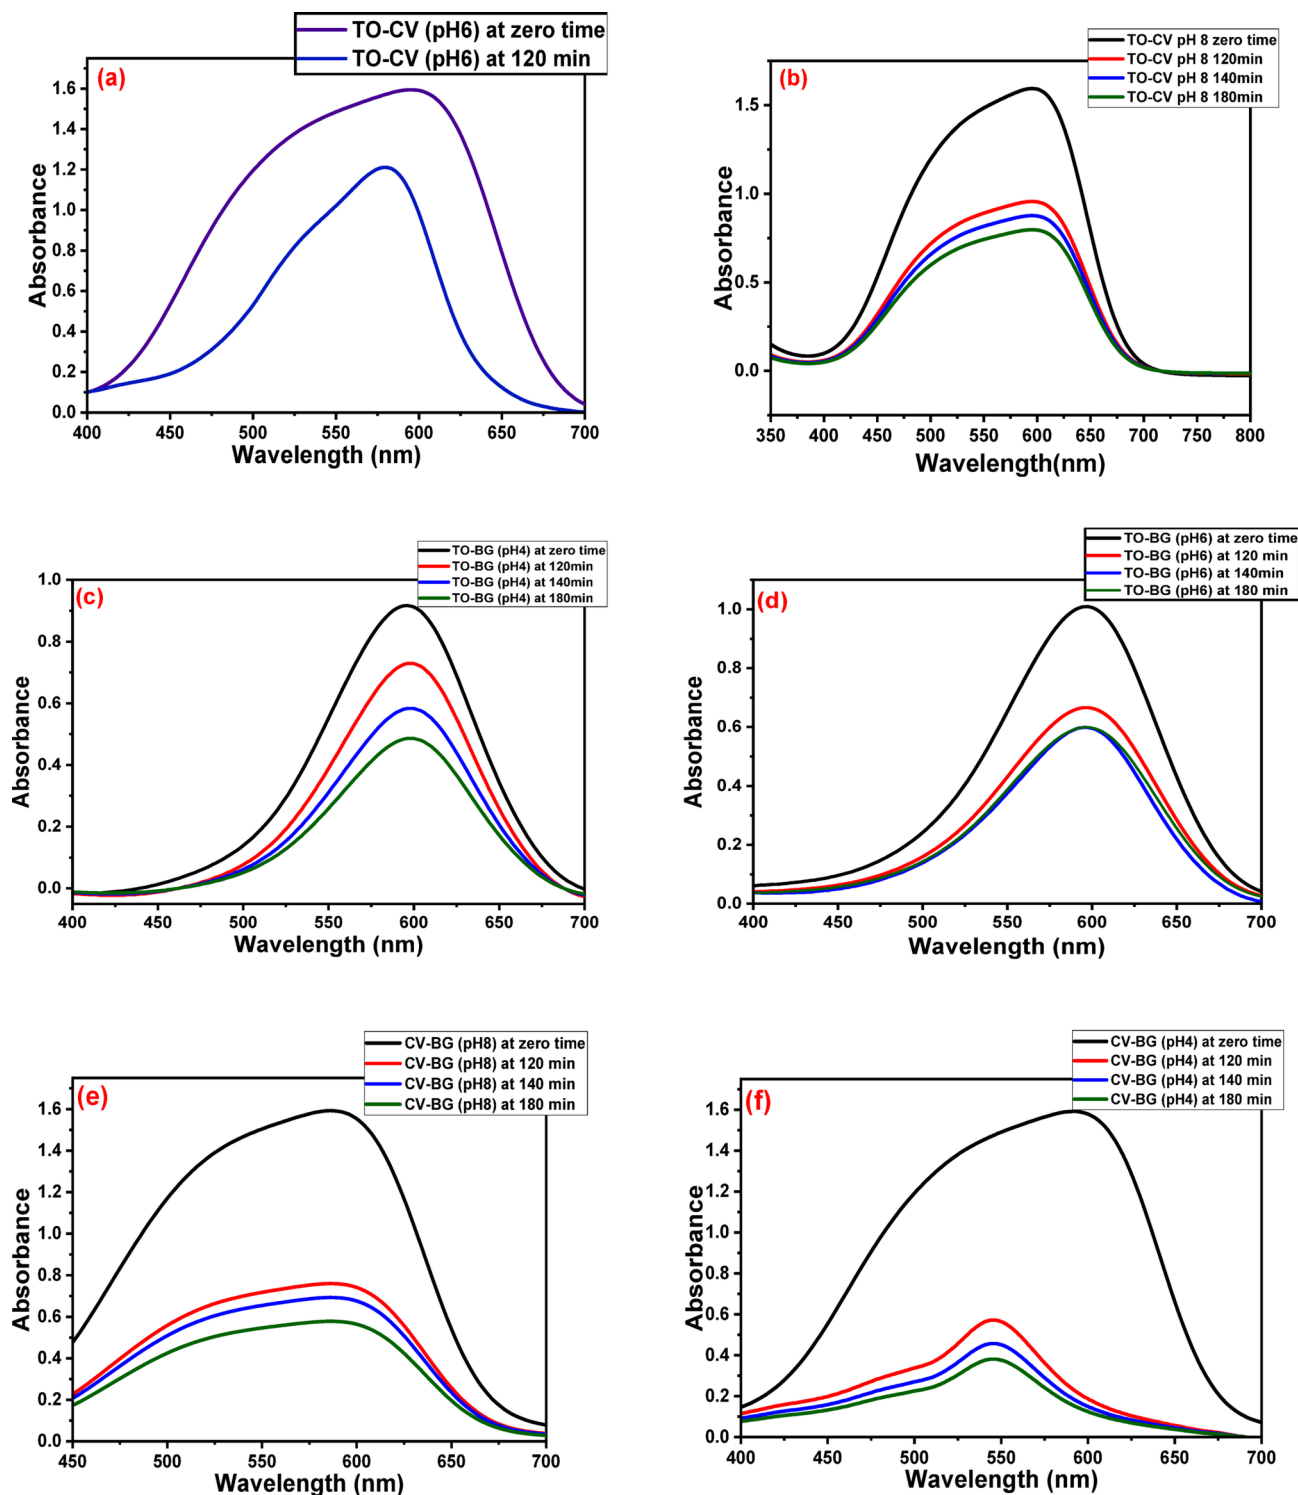 TO-CV (pH6) at zero time
TO-CV (pH6) at 120 min
(a)
Absorbance
1.6
1.4
1.2
1.0
0.8
0.6
0.4
0.2
0.0
400 450 500 550 600 650 700
Wavelength (nm)
TO-CV pH 8 zero time
TO-CV pH 8 120min
TO-CV pH 8 140min
TO-CV pH 8 180min
(b)
Absorbance
1.5
1.0
0.5
0.0
350 400 450 500 550 600 650 700 750 800
Wavelength(nm)
TO-BG (pH4) at zero time
TO-BG (pH4) at 120min
TO-BG (pH4) at 140min
TO-BG (pH4) at 180min
(c)
Absorbance
1.0
0.8
0.6
0.4
0.2
0.0
400 450 500 550 600 650 700
Wavelength (nm)
TO-BG (pH6) at zero time
TO-BG (pH6) at 120 min
TO-BG (pH6) at 140min
TO-BG (pH6) at 180 min
(d)
Absorbance
1.0
0.8
0.6
0.4
0.2
0.0
400 450 500 550 600 650 700
Wavelength (nm)
CV-BG (pH8) at zero time
CV-BG (pH8) at 120 min
CV-BG (pH8) at 140 min
CV-BG (pH8) at 180 min
(e)
Absorbance
1.6
1.4
1.2
1.0
0.8
0.6
0.4
0.2
0.0
450 500 550 600 650 700
Wavelength (nm)
CV-BG (pH4) at zero time
CV-BG (pH4) at 120 min
CV-BG (pH4) at 140 min
CV-BG (pH4) at 180 min
(f)
Absorbance
1.6
1.4
1.2
1.0
0.8
0.6
0.4
0.2
0.0
400 450 500 550 600 650 700
Wavelength (nm)